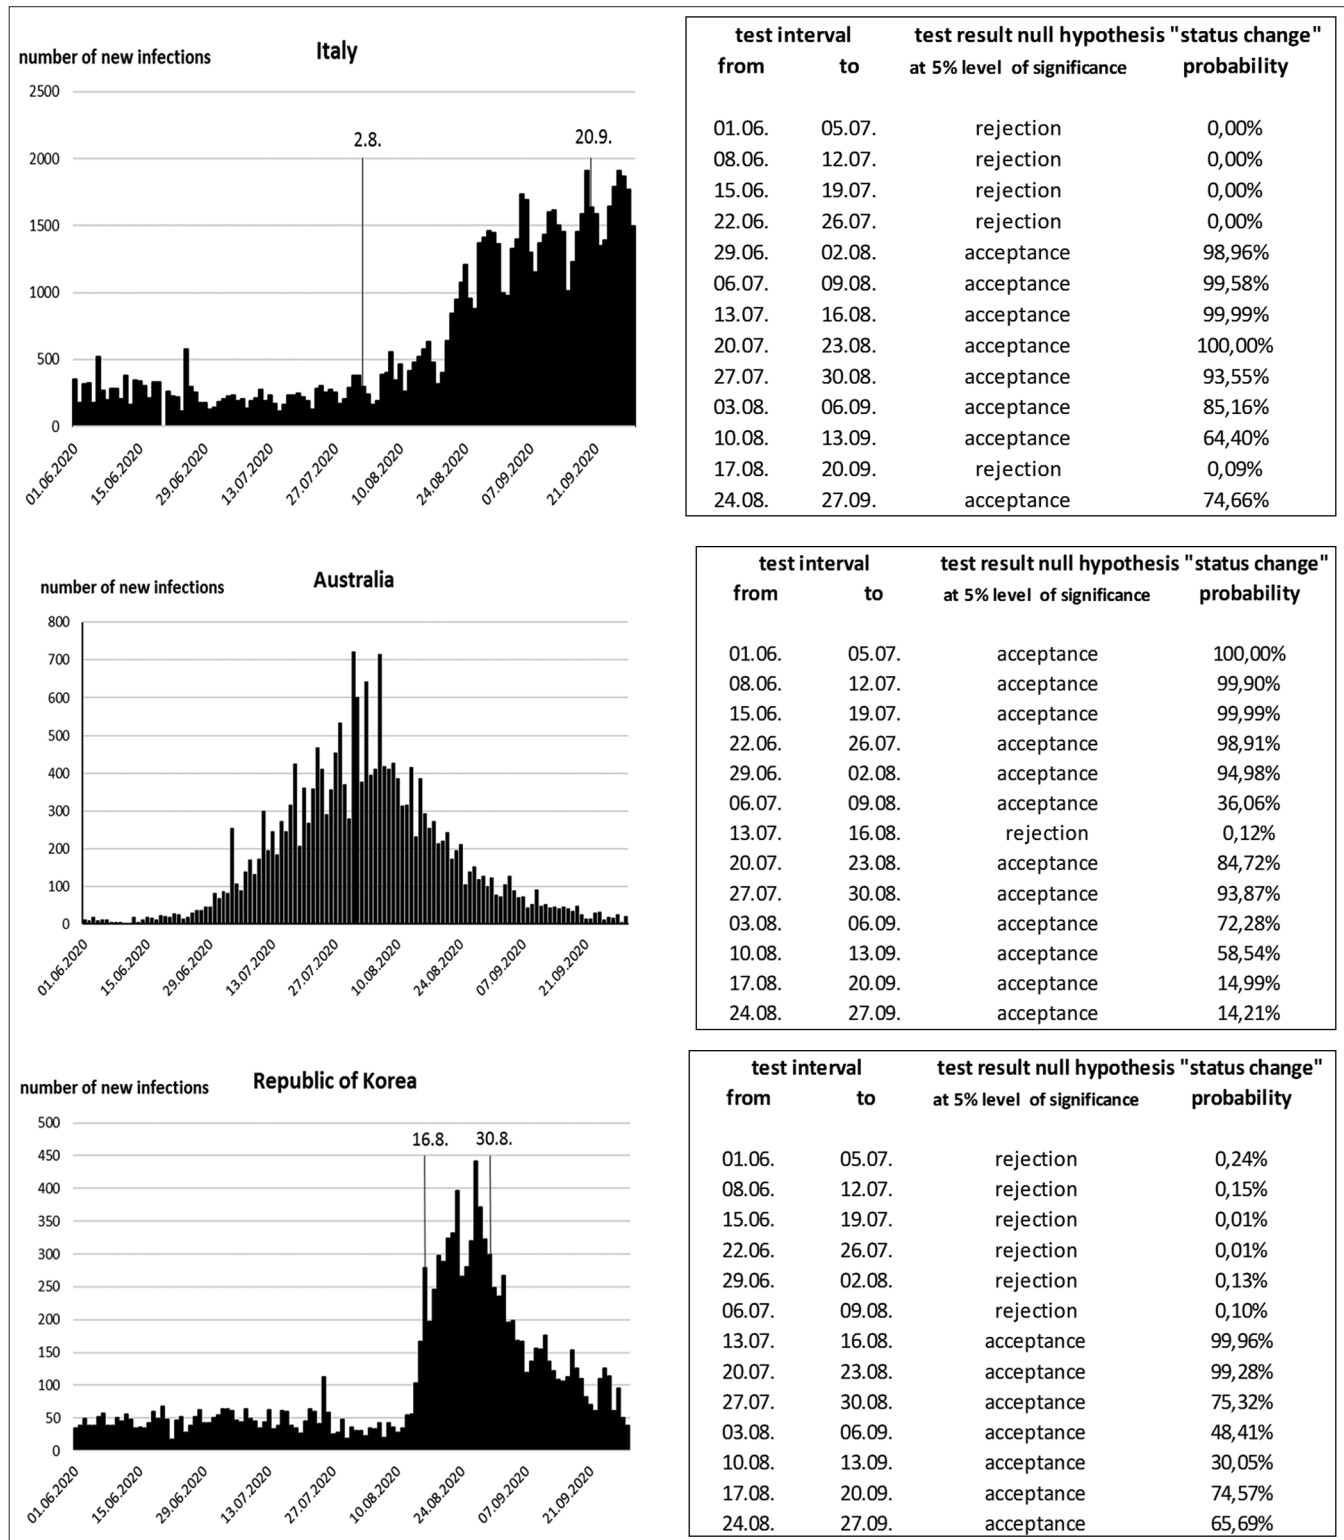 number of new infections
Italy
2500
2000
1500
1000
500
0
2.8.
20.9.
01.06.2020
15.06.2020
29.06.2020
13.07.2020
27.07.2020
10.08.2020
24.08.2020
07.09.2020
21.09.2020
test interval test result null hypothesis "status change"
from to at 5% level of significance probability
01.06. 05.07. rejection 0,00%
08.06. 12.07. rejection 0,00%
15.06. 19.07. rejection 0,00%
22.06. 26.07. rejection 0,00%
29.06. 02.08. acceptance 98,96%
06.07. 09.08. acceptance 99,58%
13.07. 16.08. acceptance 99,99%
20.07. 23.08. acceptance 100,00%
27.07. 30.08. acceptance 93,55%
03.08. 06.09. acceptance 85,16%
10.08. 13.09. acceptance 64,40%
17.08. 20.09. rejection 0,09%
24.08. 27.09. acceptance 74,66%
number of new infections
Australia
800
700
600
500
400
300
200
100
0
01.06.2020
15.06.2020
29.06.2020
13.07.2020
27.07.2020
10.08.2020
24.08.2020
07.09.2020
21.09.2020
test interval test result null hypothesis "status change"
from to at 5% level of significance probability
01.06. 05.07. acceptance 100,00%
08.06. 12.07. acceptance 99,90%
15.06. 19.07. acceptance 99,99%
22.06. 26.07. acceptance 98,91%
29.06. 02.08. acceptance 94,98%
06.07. 09.08. acceptance 36,06%
13.07. 16.08. rejection 0,12%
20.07. 23.08. acceptance 84,72%
27.07. 30.08. acceptance 93,87%
03.08. 06.09. acceptance 72,28%
10.08. 13.09. acceptance 58,54%
17.08. 20.09. acceptance 14,99%
24.08. 27.09. acceptance 14,21%
number of new infections
Republic of Korea
500
450
400
350
300
250
200
150
100
50
0
16.8.
30.8.
01.06.2020
15.06.2020
29.06.2020
13.07.2020
27.07.2020
10.08.2020
24.08.2020
07.09.2020
21.09.2020
test interval test result null hypothesis "status change"
from to at 5% level of significance probability
01.06. 05.07. rejection 0,24%
08.06. 12.07. rejection 0,15%
15.06. 19.07. rejection 0,01%
22.06. 26.07. rejection 0,01%
29.06. 02.08. rejection 0,13%
06.07. 09.08. rejection 0,10%
13.07. 16.08. acceptance 99,96%
20.07. 23.08. acceptance 99,28%
27.07. 30.08. acceptance 75,32%
03.08. 06.09. acceptance 48,41%
10.08. 13.09. acceptance 30,05%
17.08. 20.09. acceptance 74,57%
24.08. 27.09. acceptance 65,69%